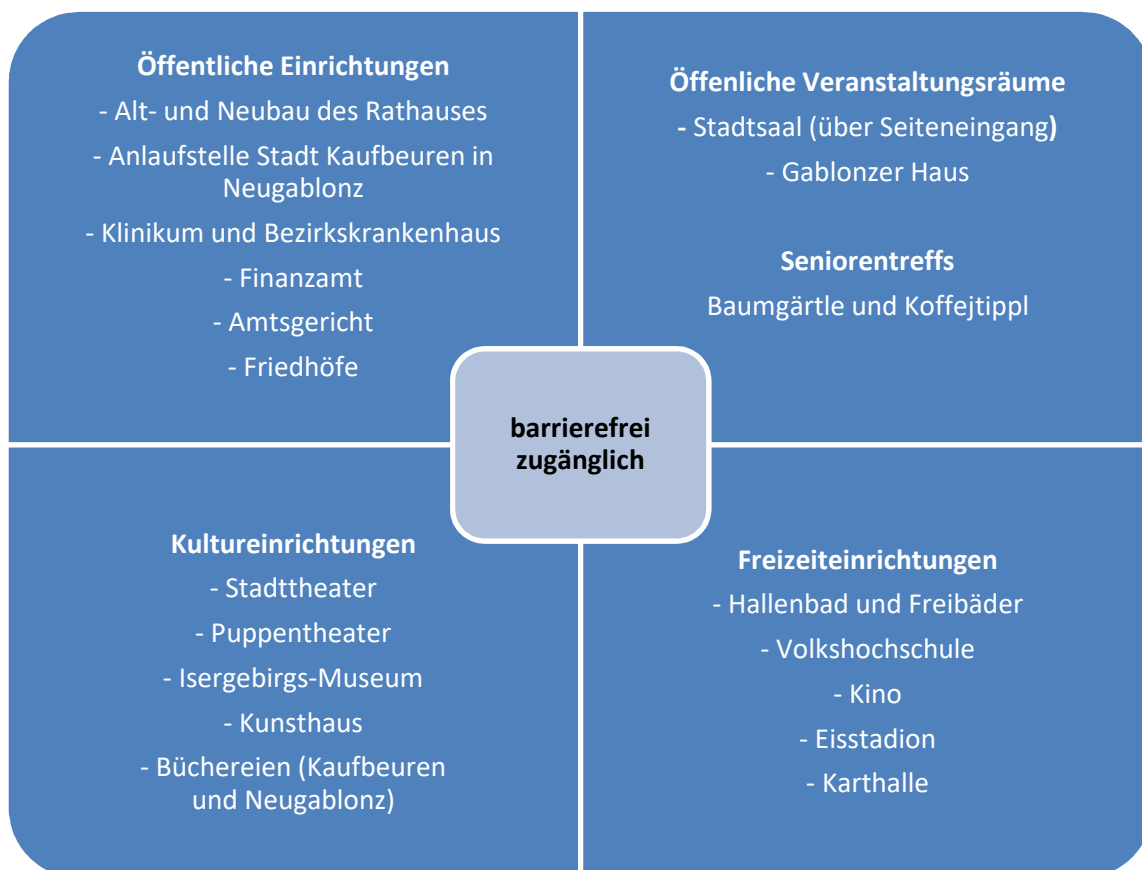 Öffentliche Einrichtungen
- Alt- und Neubau des Rathauses
- Anlaufstelle Stadt Kaufbeuren in
Neugablonz
- Klinikum und Bezirkskrankenhaus
- Finanzamt
- Amtsgericht
- Friedhöfe
Öffenliche Veranstaltungsräume
- Stadtsaal (über Seiteneingang)
- Gablonzer Haus
Seniorentreffs
Baumgärtle und Koffejtippl
barrierefrei
zugänglich
Kultureinrichtungen
- Stadttheater
- Puppentheater
- Isergebirgs-Museum
- Kunsthaus
- Büchereien (Kaufbeuren
und Neugablonz)
Freizeiteinrichtungen
- Hallenbad und Freibäder
- Volkshochschule
- Kino
- Eisstadion
- Karthalle